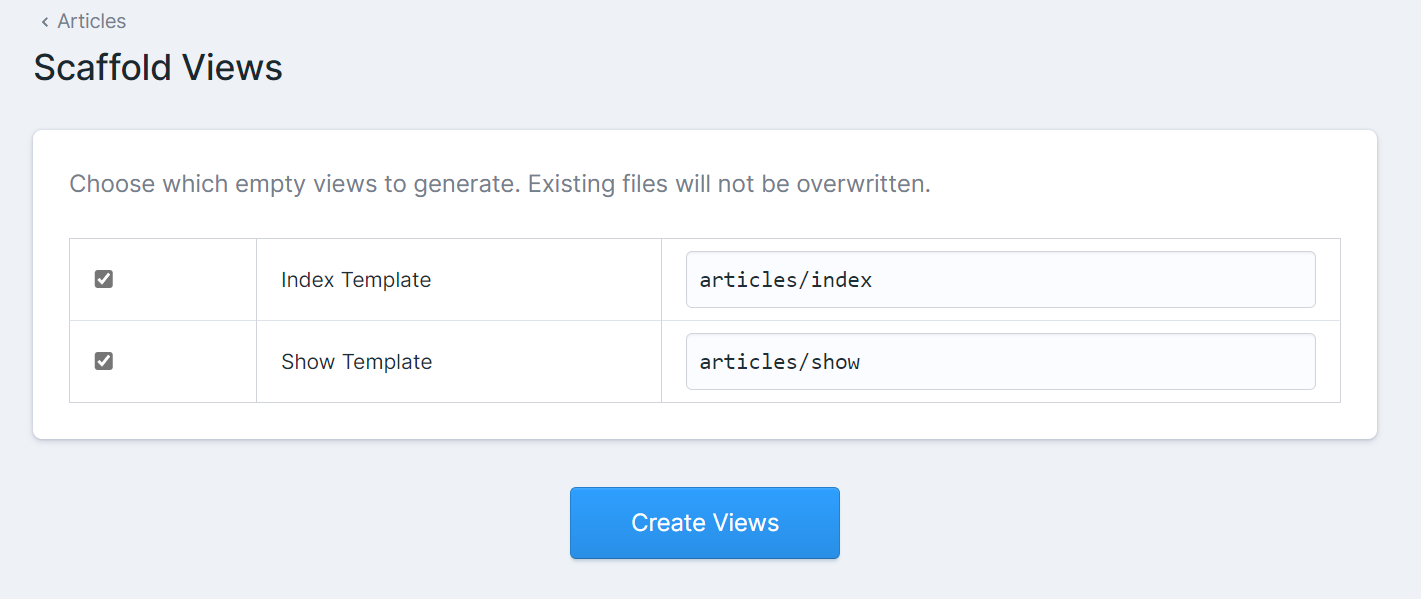 ‹ Articles
Scaffold Views
Choose which empty views to generate. Existing files will not be overwritten.
Index Template articles/index
Show Template articles/show
Create Views